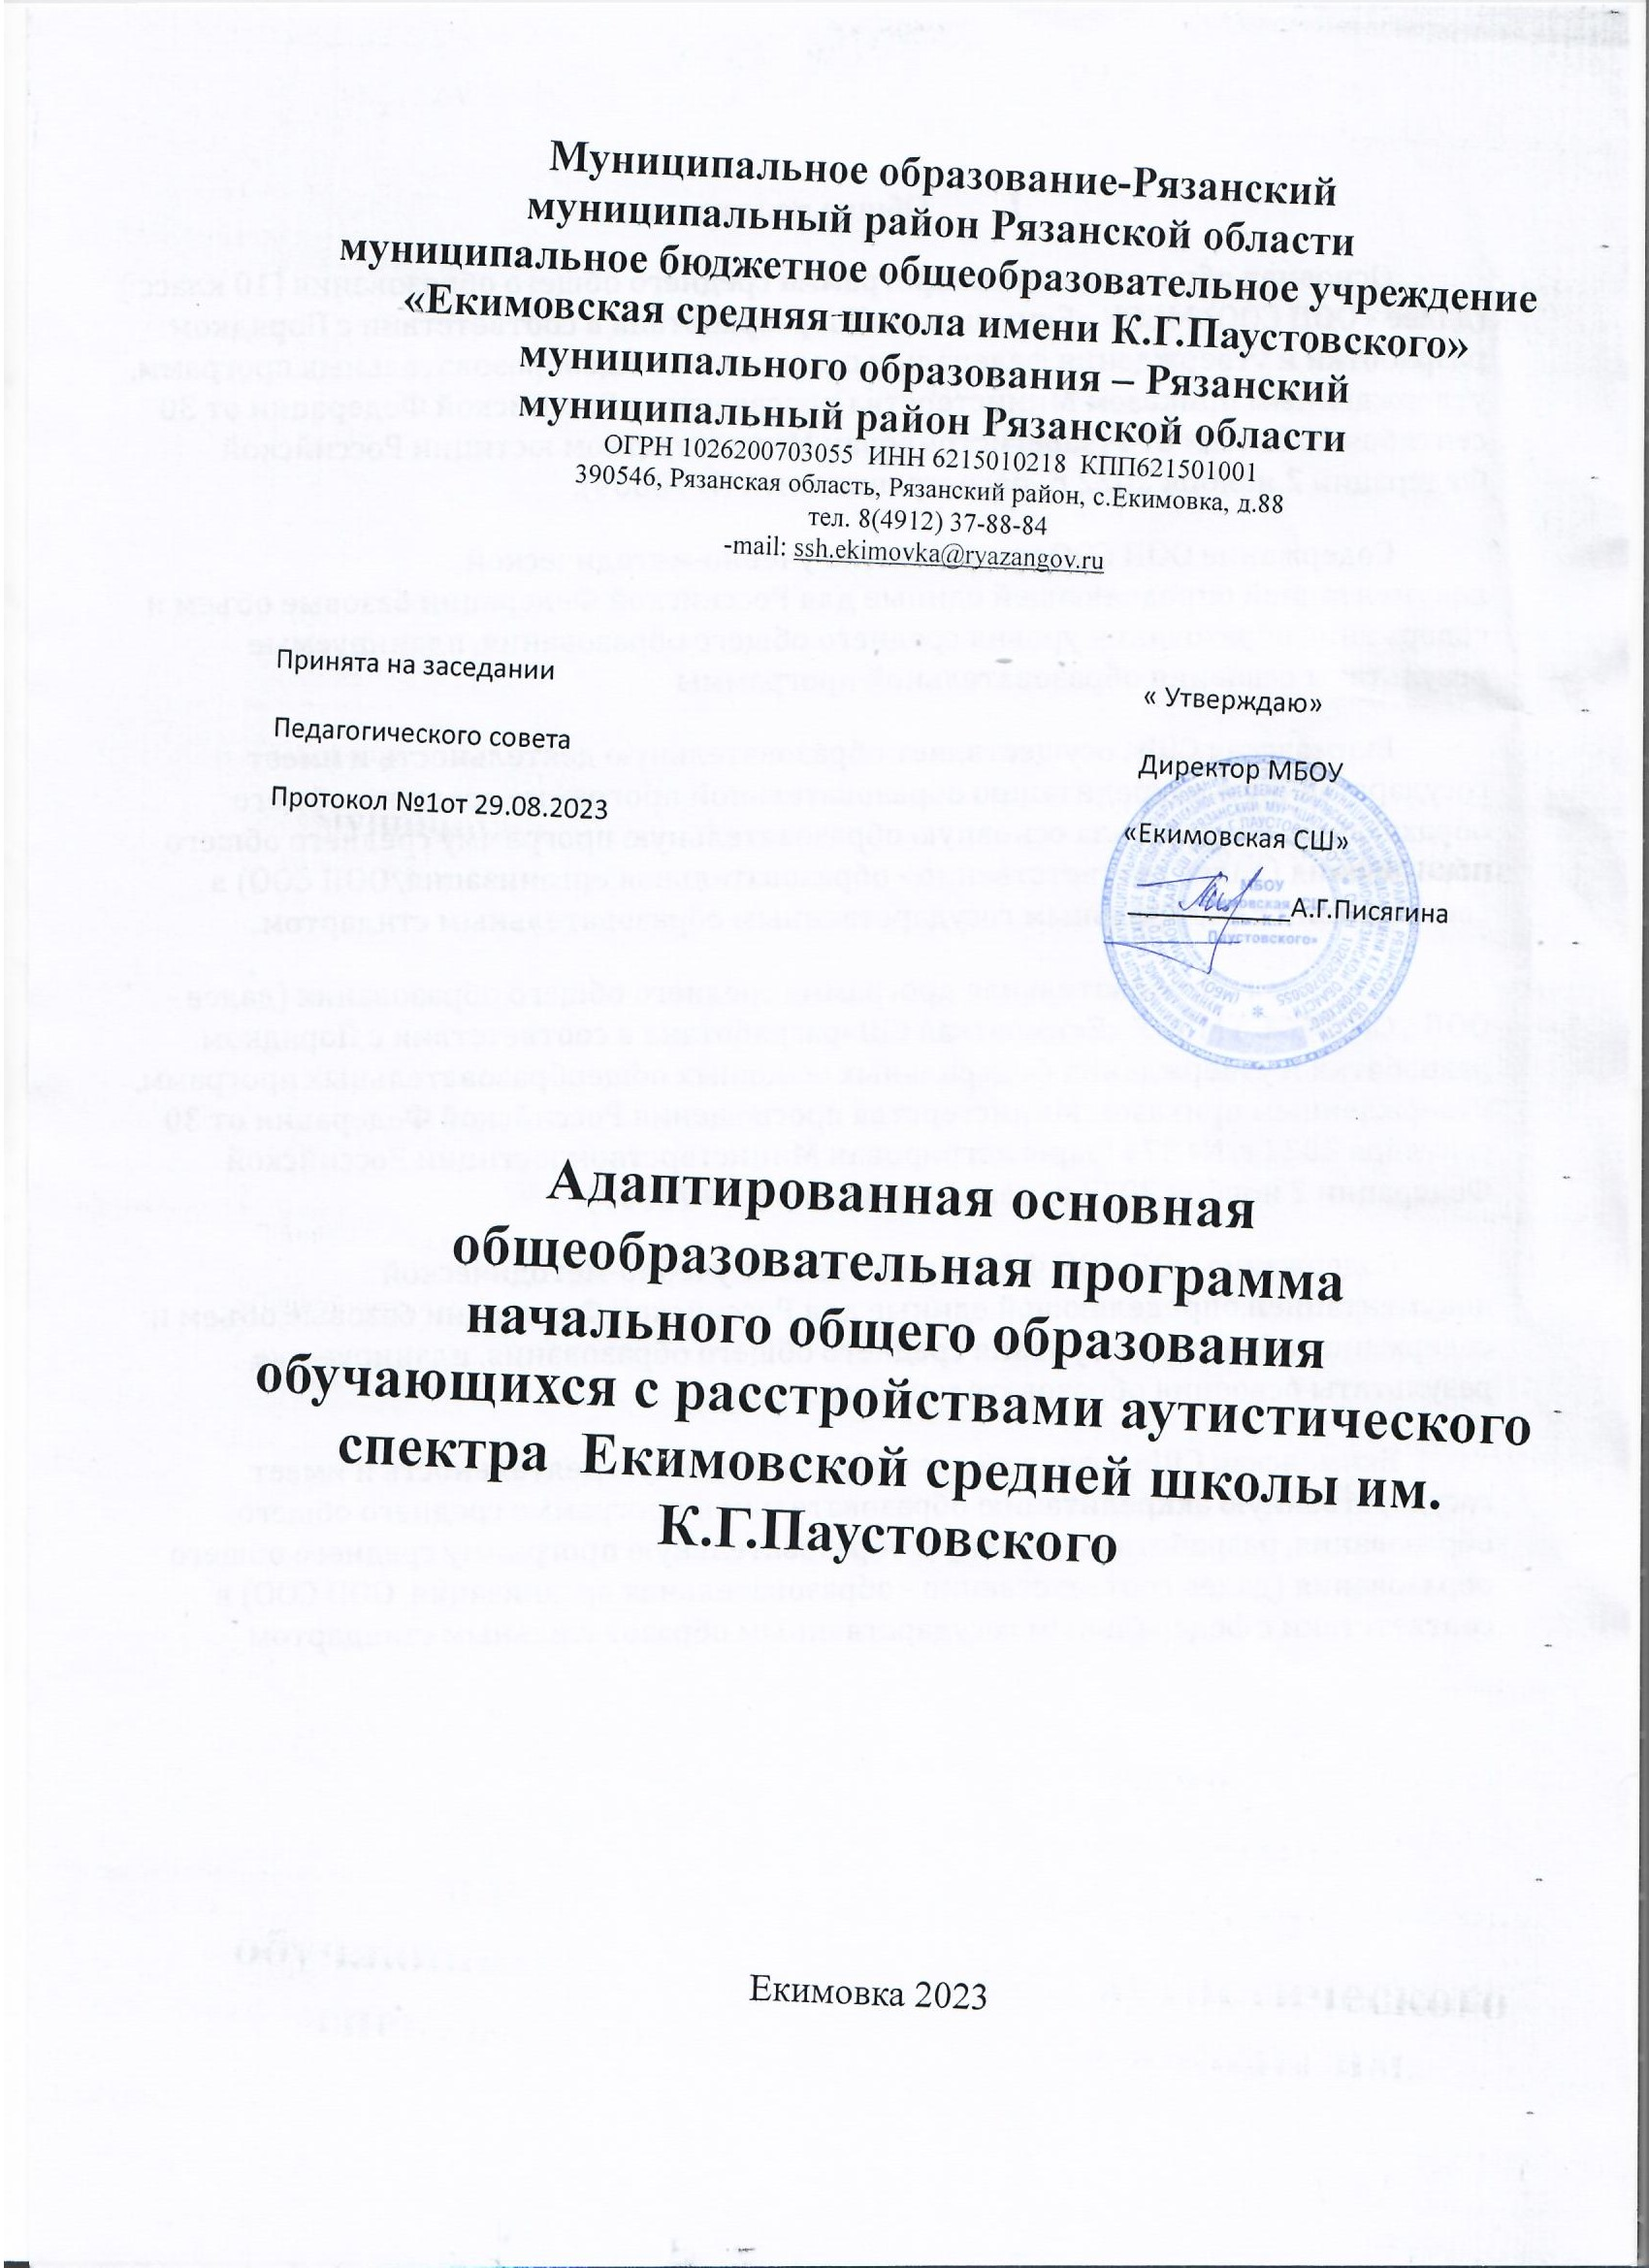 Муниципальное образование-Рязанский
муниципальный район Рязанской области
муниципальное бюджетное общеобразовательное учреждение
«Екимовская средняя школа имени К.Г.Паустовского»
муниципального образования – Рязанский
муниципальный район Рязанской области
ОГРН 1026200703055 ИНН 6215010218 КПП621501001
390546, Рязанская область, Рязанский район, с.Екимовка, д.88
тел. 8(4912) 37-88-84
-mail: ssh.ekimovka@ryazangov.ru
Принята на заседании
Педагогического совета
Протокол №1от 29.08.2023
« Утверждаю»
Директор МБОУ
«Екимовская СШ»
А.Г.Писягина
МБОУ
Паустовского»
Адаптированная основная
общеобразовательная программа
начального общего образования
обучающихся с расстройствами аутистического
спектра Екимовской средней школы им.
К.Г.Паустовского
Екимовка 2023